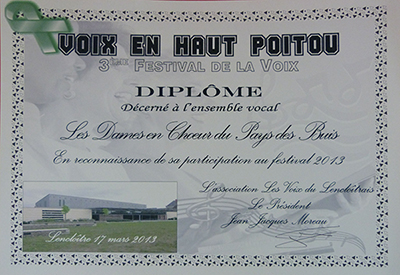 VOIX EN HAUT POITOU
3ème FESTIVAL DE LA VOIX
DIPLÔME
Décerné à l'ensemble vocal
Les Dames en Choeur du Pays des Buis
En reconnaissance de sa participation au festival 2013
L'association Les Voix du Lencloîtrais
Le Président
Jean Jacques Moreau
Lencloître 17 mars 2013